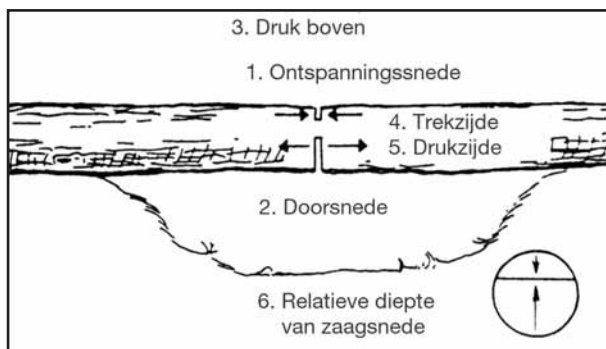 3. Druk boven
1. Ontspanningssnede
4. Trekzijde
5. Drukzijde
2. Doorsnede
6. Relatieve diepte
van zaagsnede